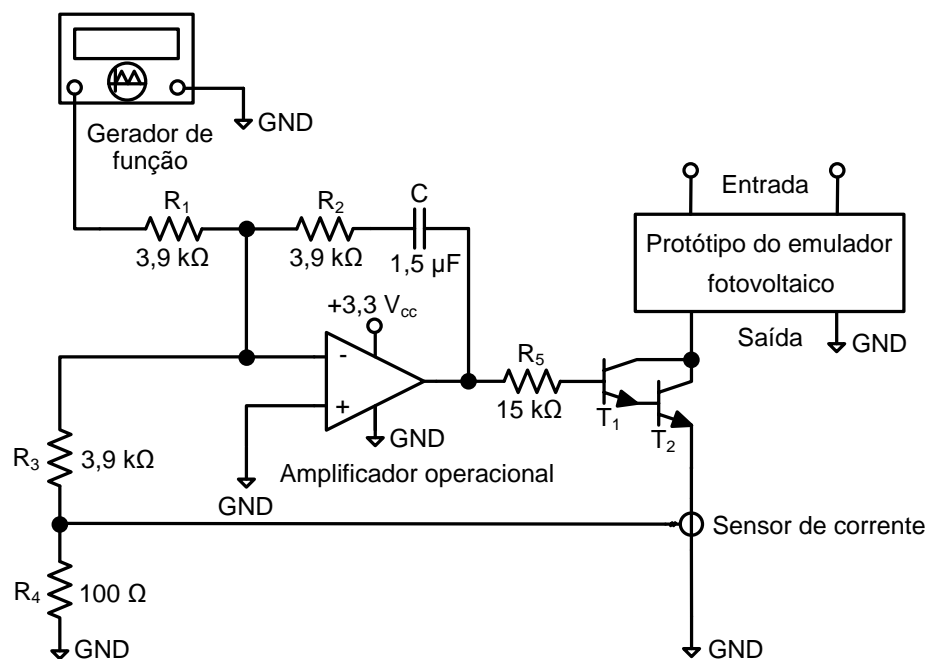 Gerador de
função
GND
R1
3,9 kΩ
R2
3,9 kΩ
C
1,5 µF
+3,3 Vcc
-
+
GND
GND
Amplificador operacional
R5
15 kΩ
T1
T2
Entrada
Protótipo do emulador
fotovoltaico
Saída
GND
R3
3,9 kΩ
Sensor de corrente
R4
100 Ω
GND
GND